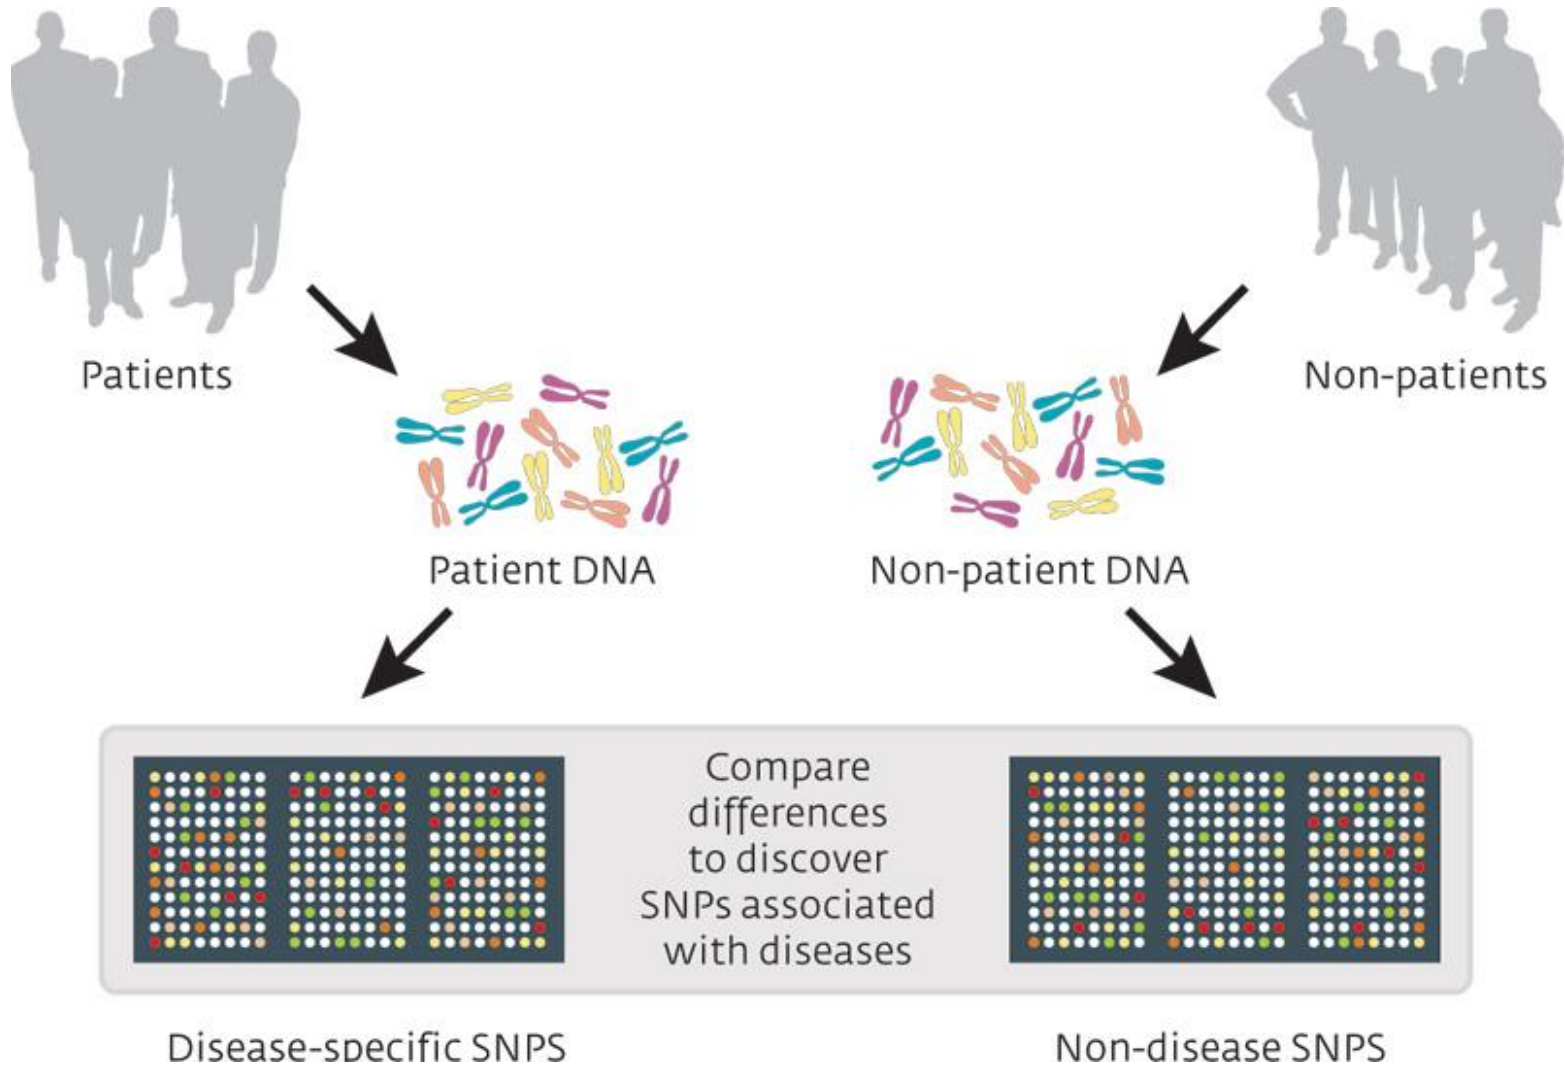 Patients
Non-patients
Patient DNA
Non-patient DNA
Compare
differences
to discover
SNPs associated
with diseases
Disease-specific SNPS
Non-disease SNPS